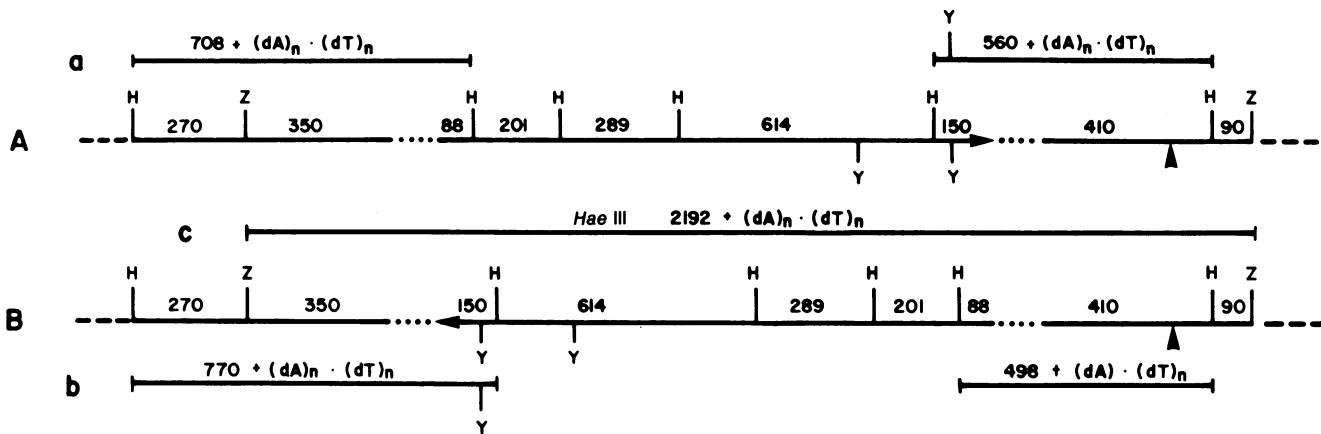 Y
a 708 + (dA)n · (dT)n 560 + (dA)n · (dT)n
H Z H H H H H Z
A 270 350 88 201 289 614 150 410 90
Y Y
c Hae III 2192 + (dA)n · (dT)n
H Z H H H H H Z
B 270 350 150 614 289 201 88 410 90
Y Y
b 770 + (dA)n · (dT)n 498 + (dA) · (dT)n
Y